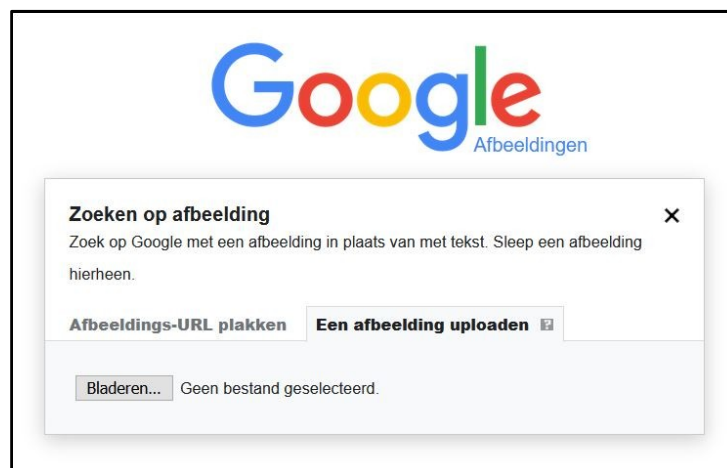 Google
Afbeeldingen
Zoeken op afbeelding
Zoek op Google met een afbeelding in plaats van met tekst. Sleep een afbeelding
hierheen.
Afbeeldings-URL plakken Een afbeelding uploaden ?
Bladeren... Geen bestand geselecteerd.